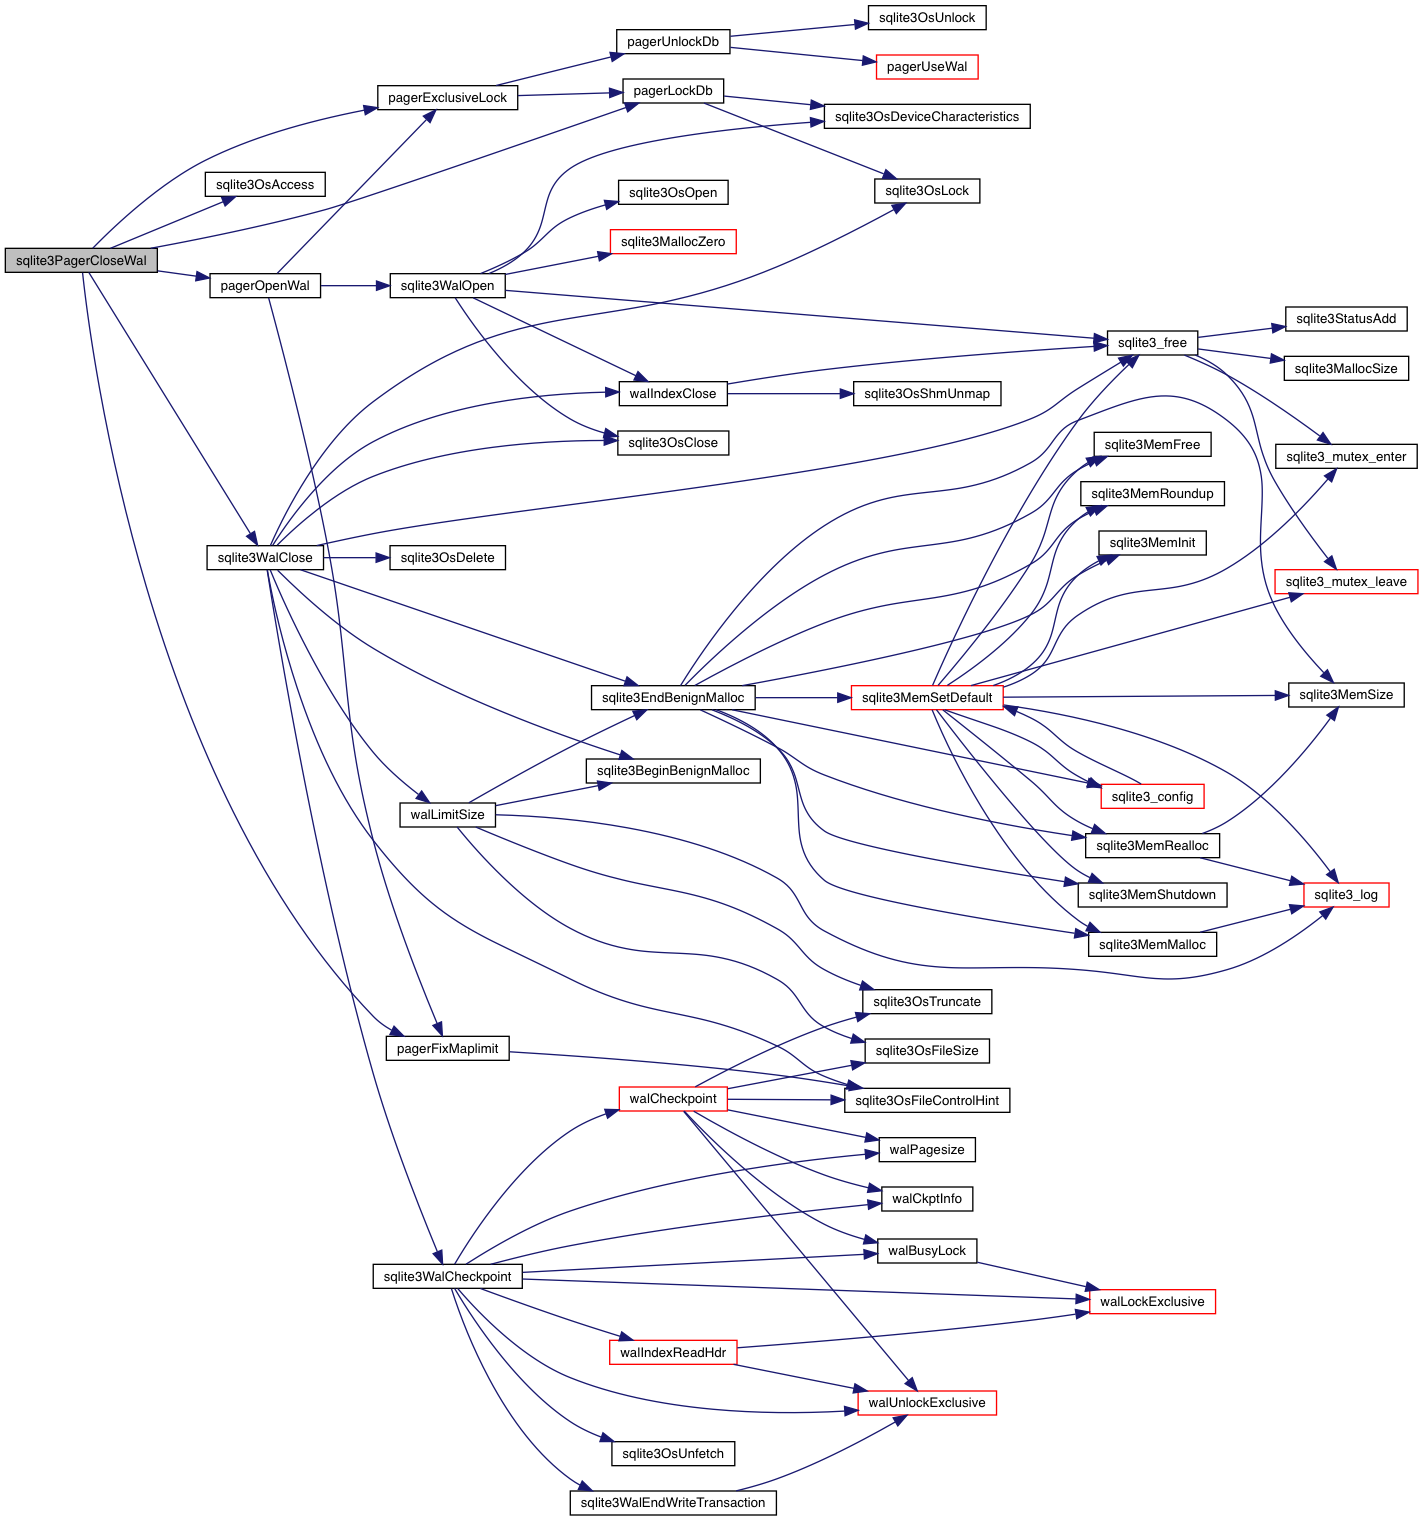 sqlite3OsUnlock
pagerUnlockDb
pagerUseWal
pagerExclusiveLock
pagerLockDb
sqlite3OsDeviceCharacteristics
sqlite3OsAccess
sqlite3OsOpen
sqlite3OsLock
sqlite3MallocZero
sqlite3PagerCloseWal
pagerOpenWal
sqlite3WalOpen
sqlite3StatusAdd
sqlite3_free
sqlite3MallocSize
walIndexClose
sqlite3OsShmUnmap
sqlite3OsClose
sqlite3MemFree
sqlite3_mutex_enter
sqlite3MemRoundup
sqlite3MemInit
sqlite3WalClose
sqlite3OsDelete
sqlite3_mutex_leave
sqlite3EndBenignMalloc
sqlite3MemSetDefault
sqlite3MemSize
sqlite3BeginBenignMalloc
sqlite3_config
walLimitSize
sqlite3MemRealloc
sqlite3MemShutdown
sqlite3_log
sqlite3MemMalloc
sqlite3OsTruncate
pagerFixMaplimit
sqlite3OsFileSize
walCheckpoint
sqlite3OsFileControlHint
walPagesize
walCkptInfo
walBusyLock
sqlite3WalCheckpoint
walLockExclusive
walIndexReadHdr
walUnlockExclusive
sqlite3OsUnfetch
sqlite3WalEndWriteTransaction